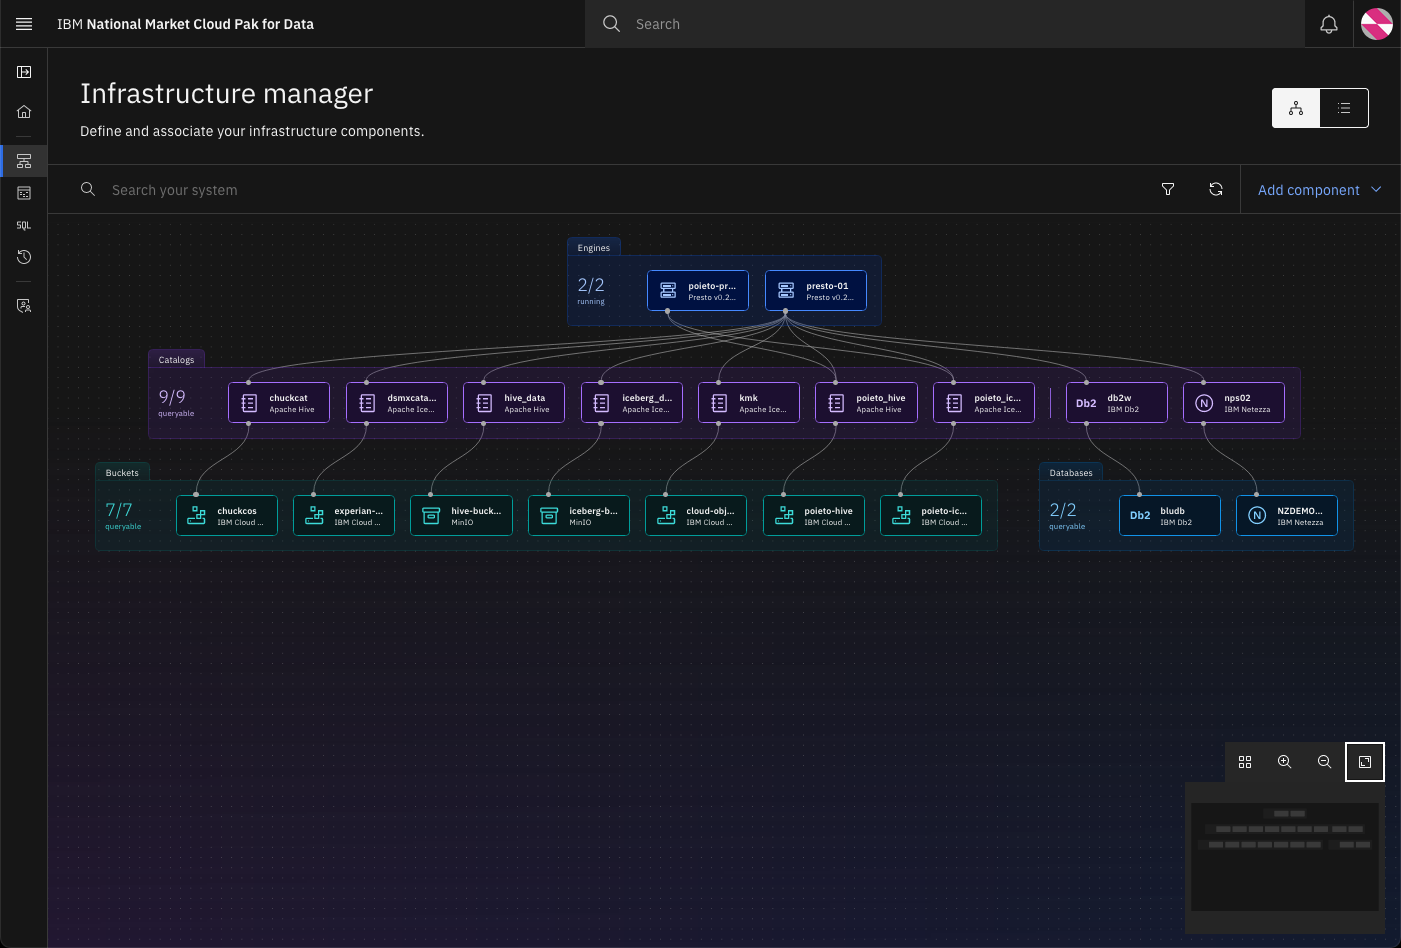 IBM National Market Cloud Pak for Data
Search
Infrastructure manager
Define and associate your infrastructure components.
Search your system
Add component
SQL
Engines
2/2
running
poieto-pr...
Presto v0.2...
presto-01
Presto v0.2...
Catalogs
9/9
queryable
chuckcat
Apache Hive
dsmxcata...
Apache Ice...
hive_data
Apache Hive
iceberg_d...
Apache Ice...
kmk
Apache Ice...
poieto_hive
Apache Hive
poieto_ic...
Apache Ice...
Db2
db2w
IBM Db2
N
nps02
IBM Netezza
Buckets
7/7
queryable
chuckcos
IBM Cloud ...
experian-...
IBM Cloud ...
hive-buck...
MinIO
iceberg-b...
MinIO
cloud-obj...
IBM Cloud ...
poieto-hive
IBM Cloud ...
poieto-ic...
IBM Cloud ...
Databases
2/2
queryable
Db2
bludb
IBM Db2
N
NZDEMO...
IBM Netezza